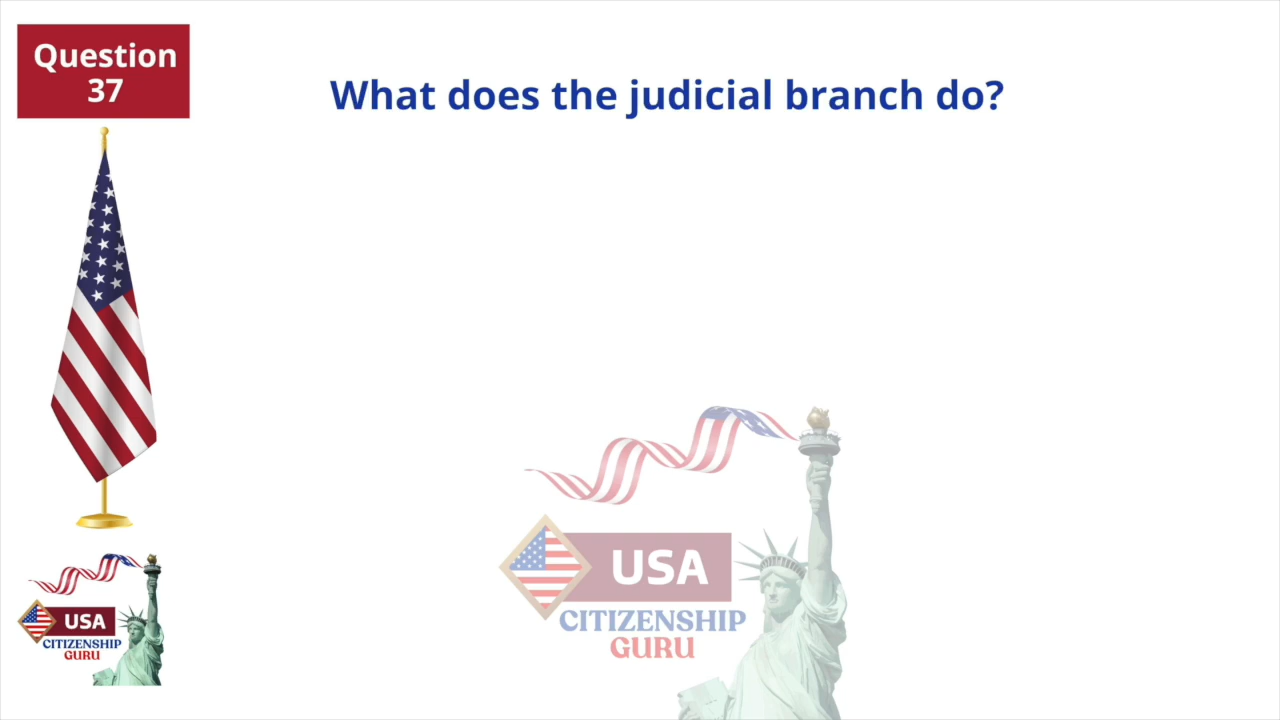 Question
37
What does the judicial branch do?
USA
CITIZENSHIP
GURU
USA
CITIZENSHIP
GURU